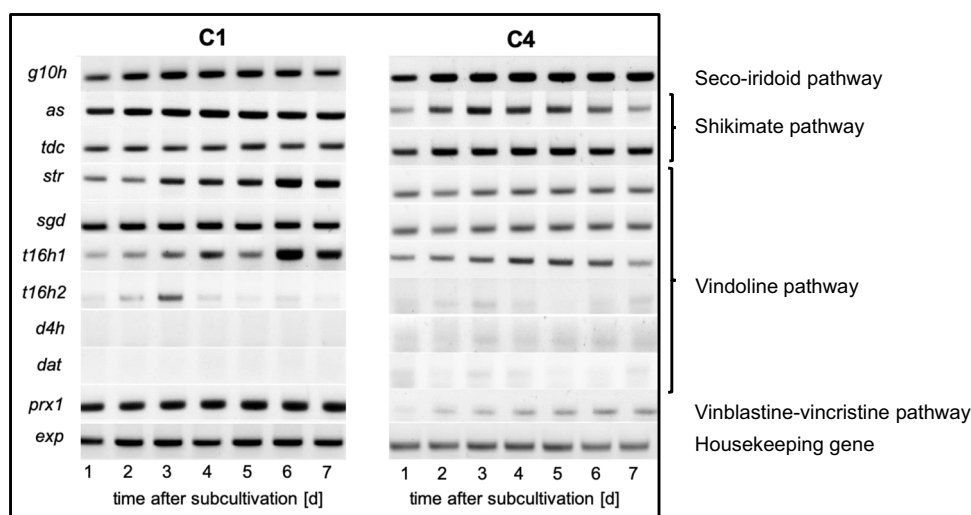 C1 C4
g10h Seco-iridoid pathway
as
Shikimate pathway
tdc
str
sgd
t16h1
t16h2 Vindoline pathway
d4h
dat
prx1 Vinblastine-vincristine pathway
exp Housekeeping gene
1 2 3 4 5 6 7 1 2 3 4 5 6 7
time after subcultivation [d] time after subcultivation [d]